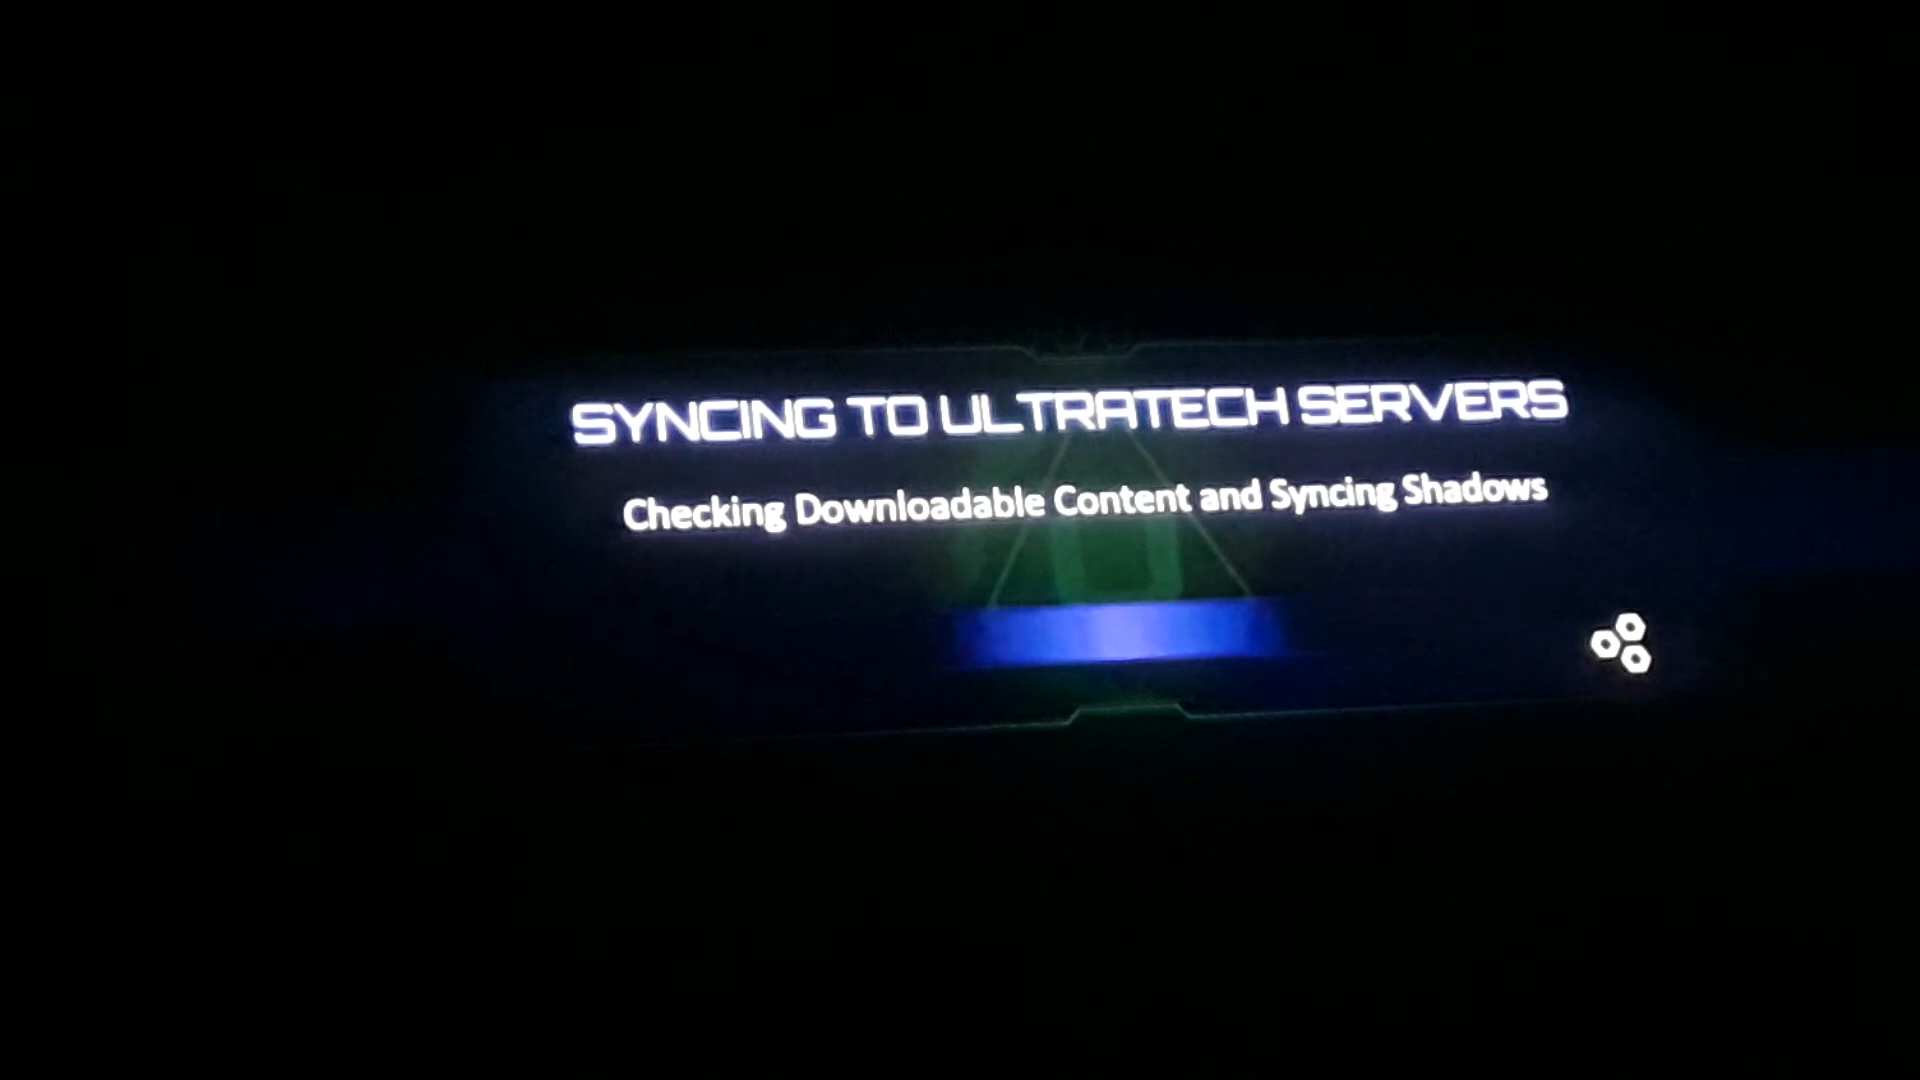 SYNCING TO ULTRATECH SERVERS
Checking Downloadable Content and Syncing Shadows